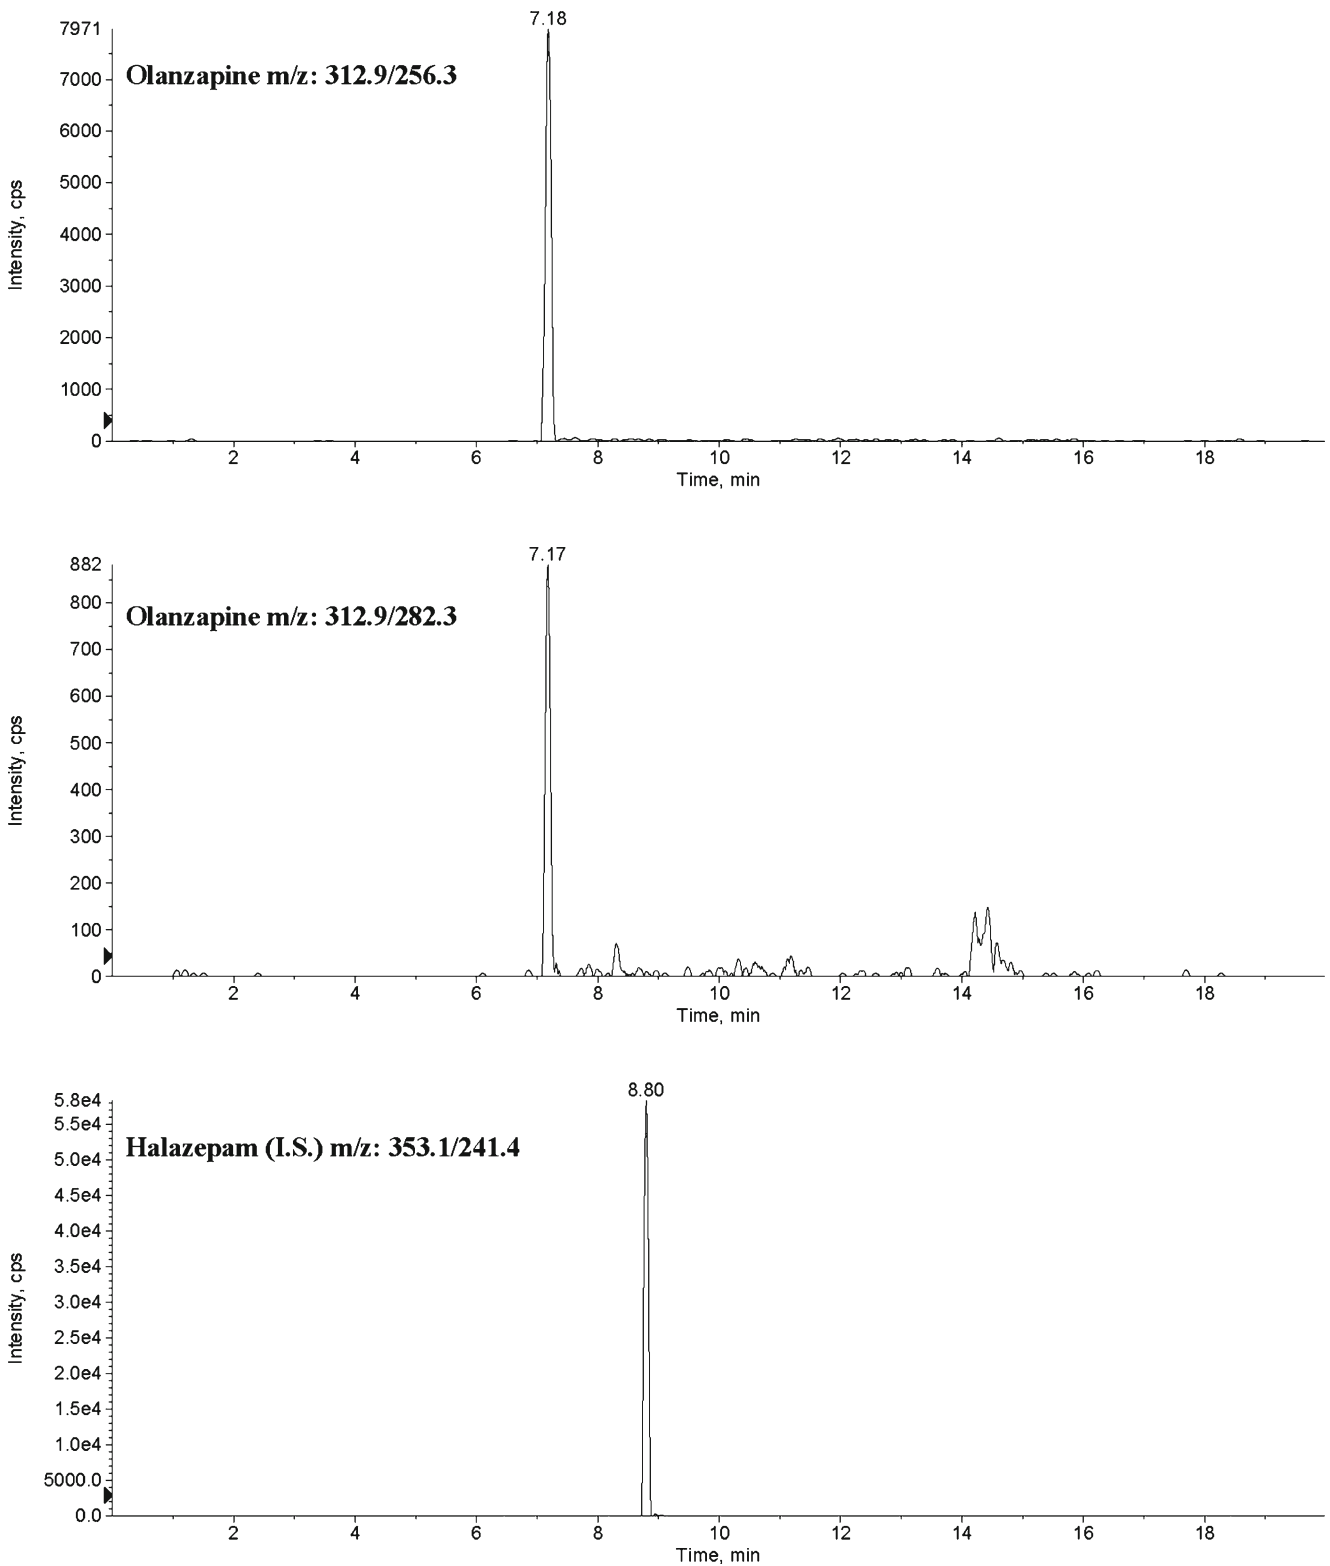 7.18
7971
Olanzapine m/z: 312.9/256.3
7000
6000
5000
4000
3000
2000
1000
0
Intensity, cps
2 4 6 8 10 12 14 16 18
Time, min
7.17
882
Olanzapine m/z: 312.9/282.3
800
700
600
500
400
300
200
100
0
Intensity, cps
2 4 6 8 10 12 14 16 18
Time, min
8.80
5.8e4
5.5e4
Halazepam (I.S.) m/z: 353.1/241.4
5.0e4
4.5e4
4.0e4
3.5e4
3.0e4
2.5e4
2.0e4
1.5e4
1.0e4
5000.0
0.0
Intensity, cps
2 4 6 8 10 12 14 16 18
Time, min